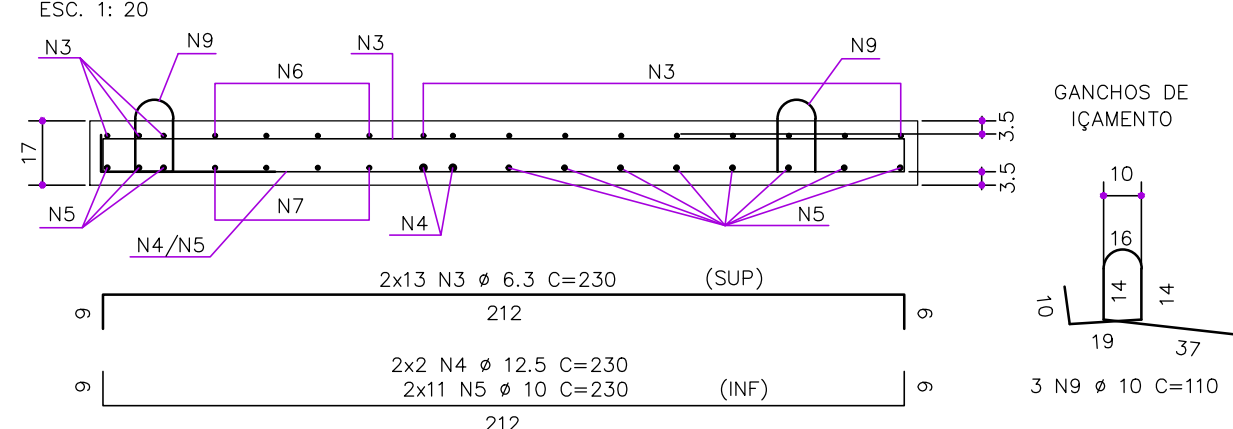 ESC. 1: 20
N3
N9
N6
N3
N3
N9
17
3.5
3.5
N5
N7
N4
N5
N4/N5
2x13 N3 ø 6.3 C=230 (SUP)
9
212
9
2x2 N4 ø 12.5 C=230
2x11 N5 ø 10 C=230 (INF)
9
212
9
GANCHOS DE
IÇAMENTO
10
16
14
14
10
19
37
3 N9 ø 10 C=110